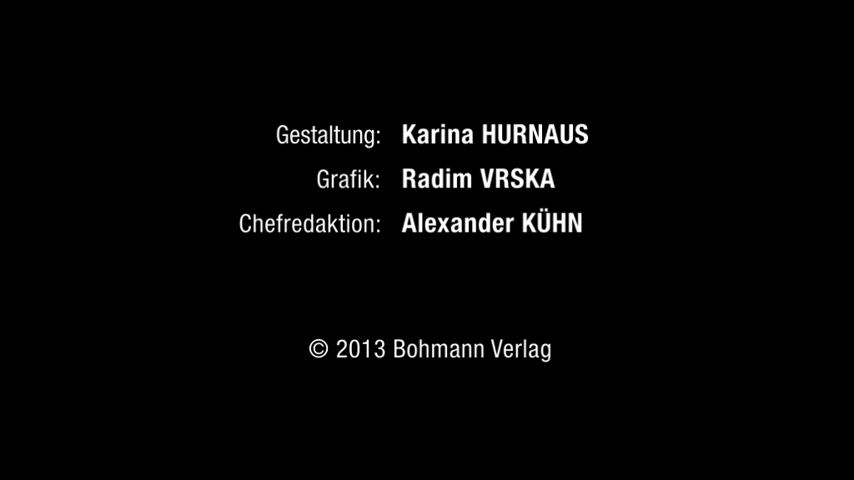 Gestaltung: Karina HURNAUS
Grafik: Radim VRSKA
Chefredaktion: Alexander KÜHN
© 2013 Bohmann Verlag